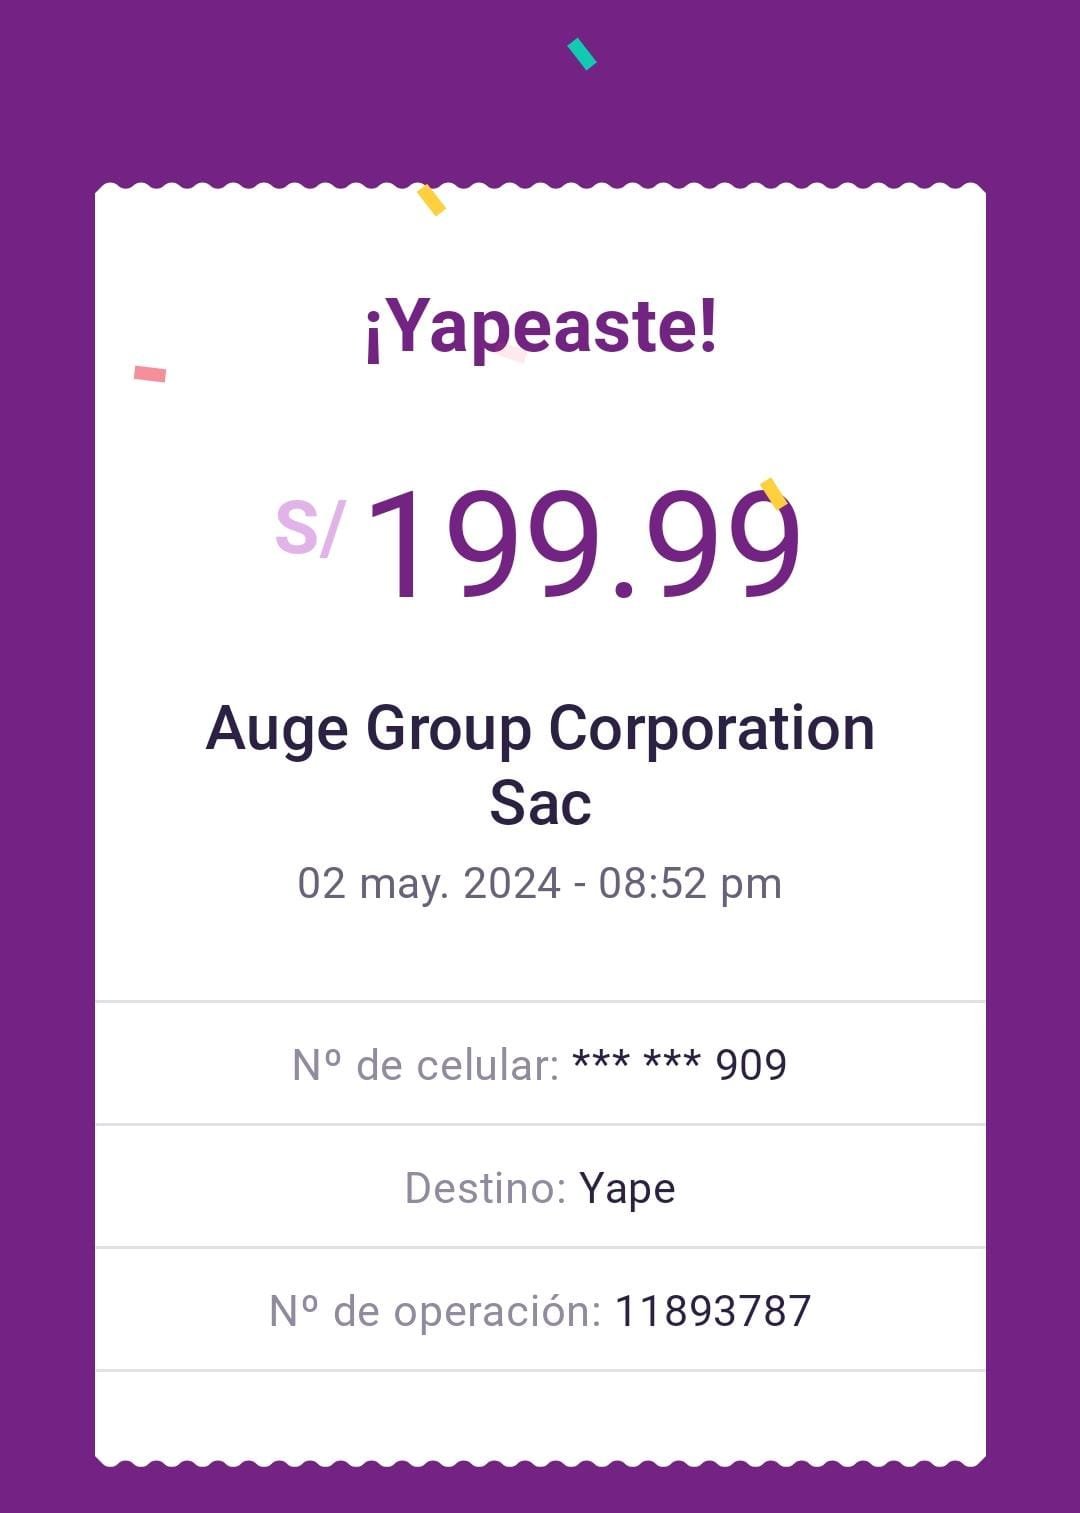 ¡Yapeaste!
S/ 199.99
Auge Group Corporation
Sac
02 may. 2024 - 08:52 pm
Nº de celular: *** *** 909
Destino: Yape
Nº de operación: 11893787